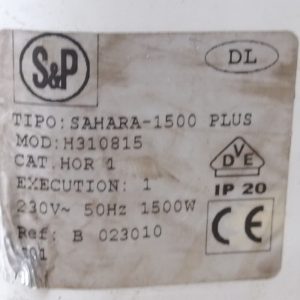 S&P
DL
TIPO: SAHARA-1500 PLUS
MOD: H310815
CAT. HOR 1
EXECUTION: 1
230V~ 50Hz 1500W
Ref: B 023010
VDE
IP 20
CE